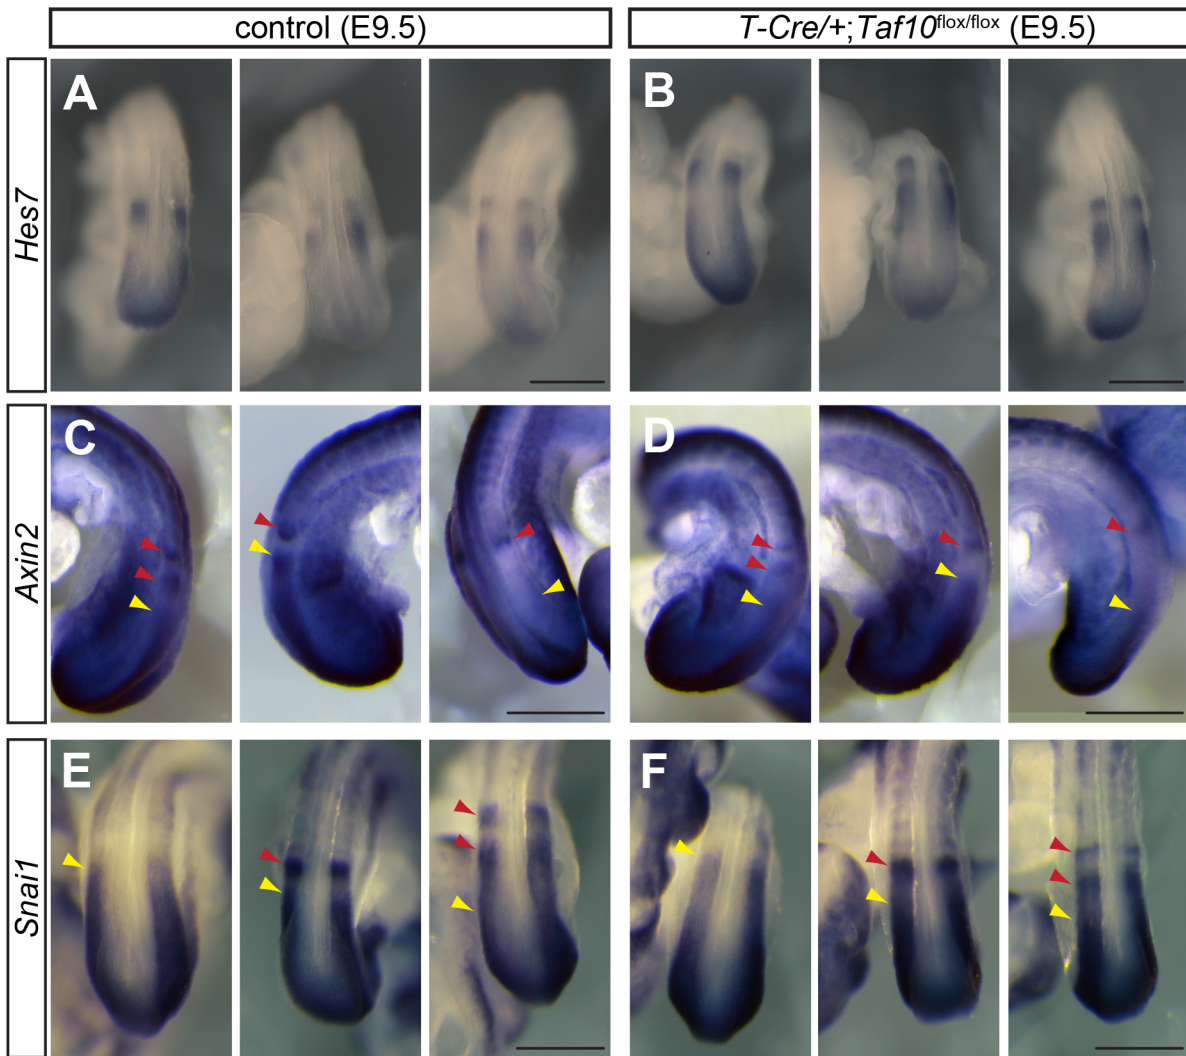 control (E9.5)
T-Cre/+;Taf10flox/flox (E9.5)
Hes7
A
B
Axin2
C
D
Snai1
E
F